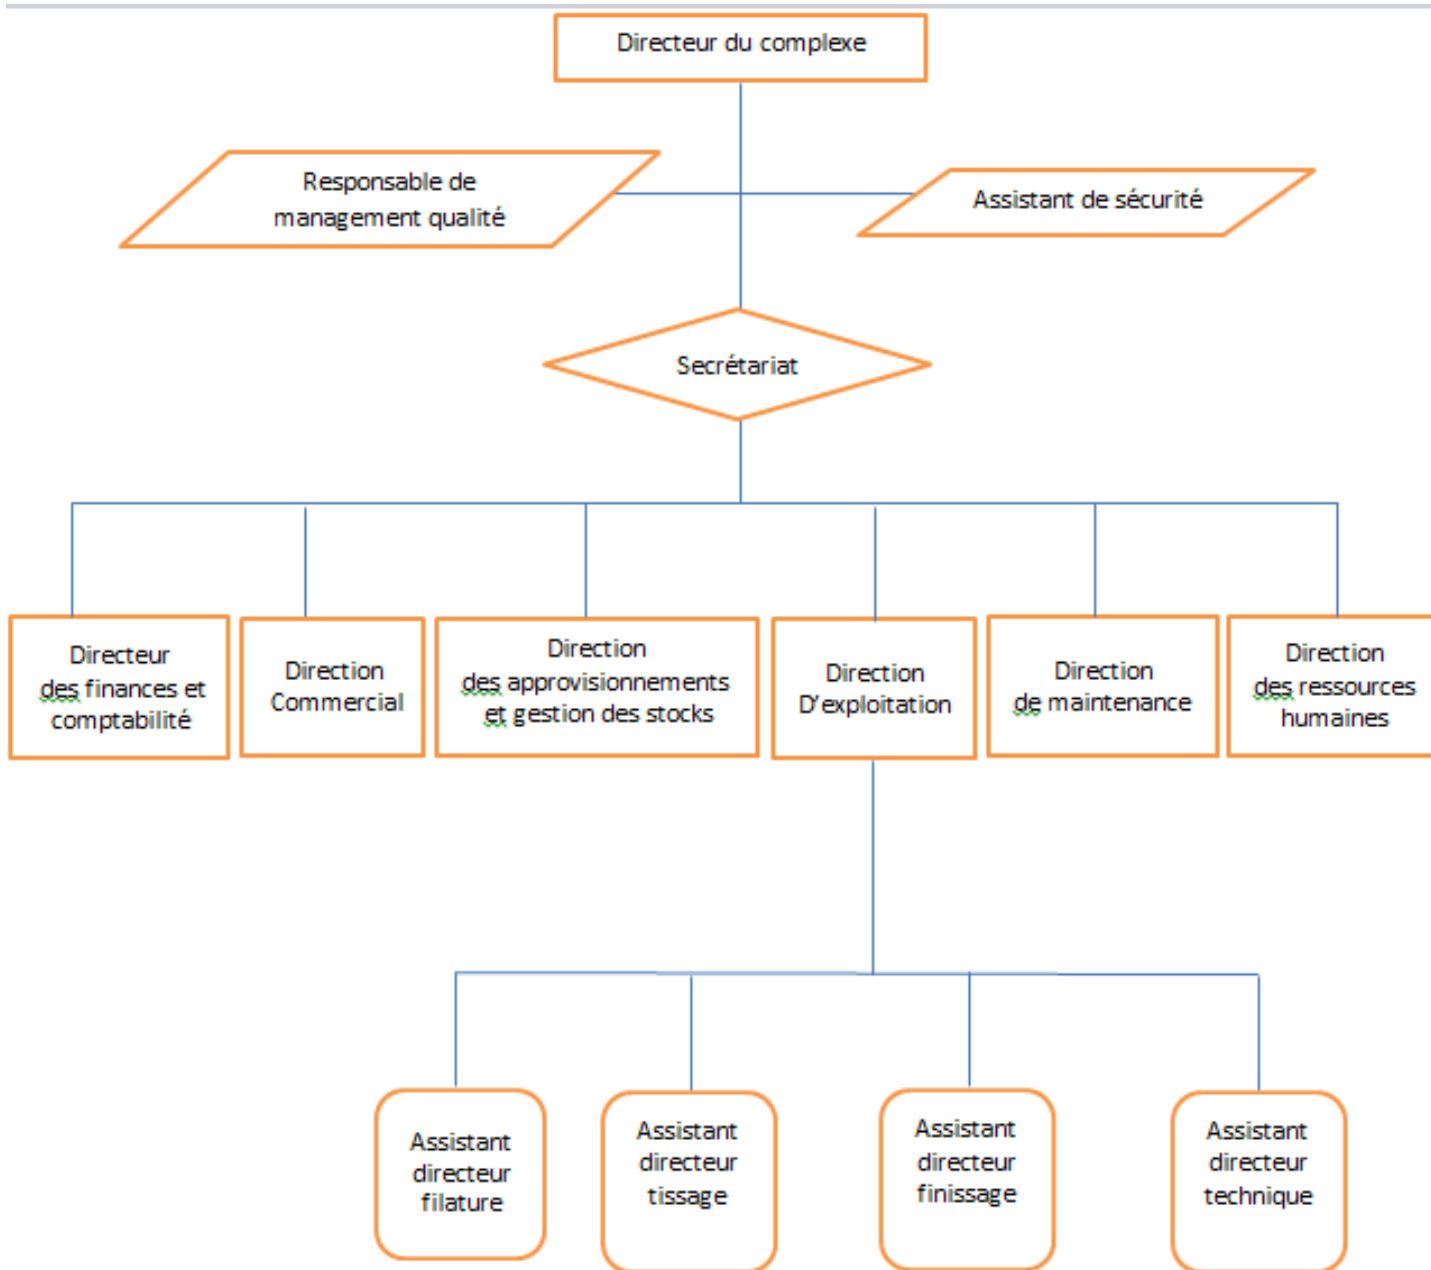 Directeur du complexe
Responsable de
management qualité
Assistant de sécurité
Secrétariat
Directeur
des finances et
comptabilité
Direction
Commercial
Direction
des approvisionnements
et gestion des stocks
Direction
D'exploitation
Direction
de maintenance
Direction
des ressources
humaines
Assistant
directeur
filature
Assistant
directeur
tissage
Assistant
directeur
finissage
Assistant
directeur
technique